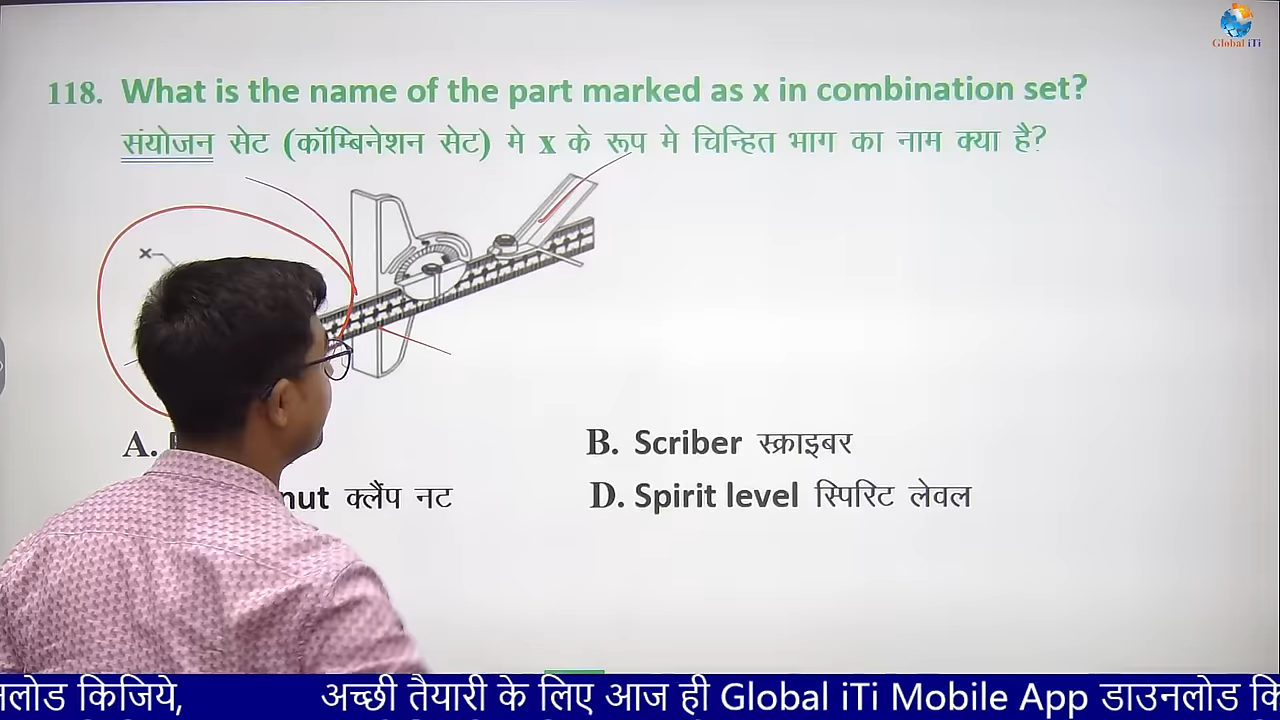 Global iTi
118. What is the name of the part marked as x in combination set?
संयोजन सेट (कॉम्बिनेशन सेट) मे x के रूप मे चिन्हित भाग का नाम क्या है?
x
A.
B. Scriber स्क्राइबर
nut क्लैंप नट
D. Spirit level स्पिरिट लेवल
नलोड किजिये, अच्छी तैयारी के लिए आज ही Global iTi Mobile App डाउनलोड कि